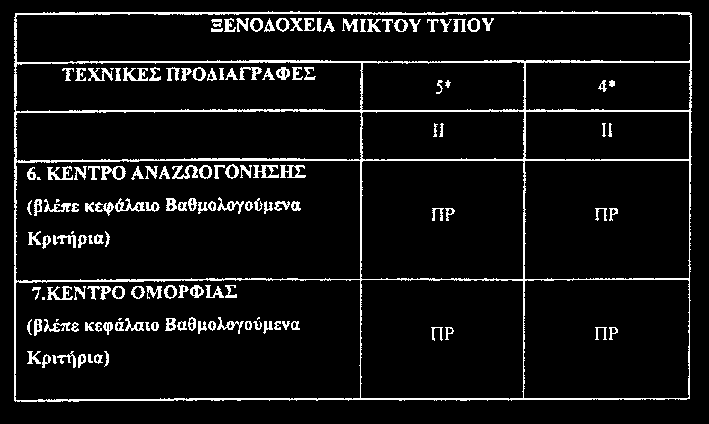 ΞΕΝΟΔΟΧΕΙΑ ΜΙΚΤΟΥ ΤΥΠΟΥ
ΤΕΧΝΙΚΕΣ ΠΡΟΔΙΑΓΡΑΦΕΣ 5* 4*
Π Π
6. ΚΕΝΤΡΟ ΑΝΑΖΩΟΓΟΝΗΣΗΣ
(βλέπε κεφάλαιο Βαθμολογούμενα
Κριτήρια)
ΠΡ ΠΡ
7.ΚΕΝΤΡΟ ΟΜΟΡΦΙΑΣ
(βλέπε κεφάλαιο Βαθμολογούμενα
Κριτήρια)
ΠΡ ΠΡ